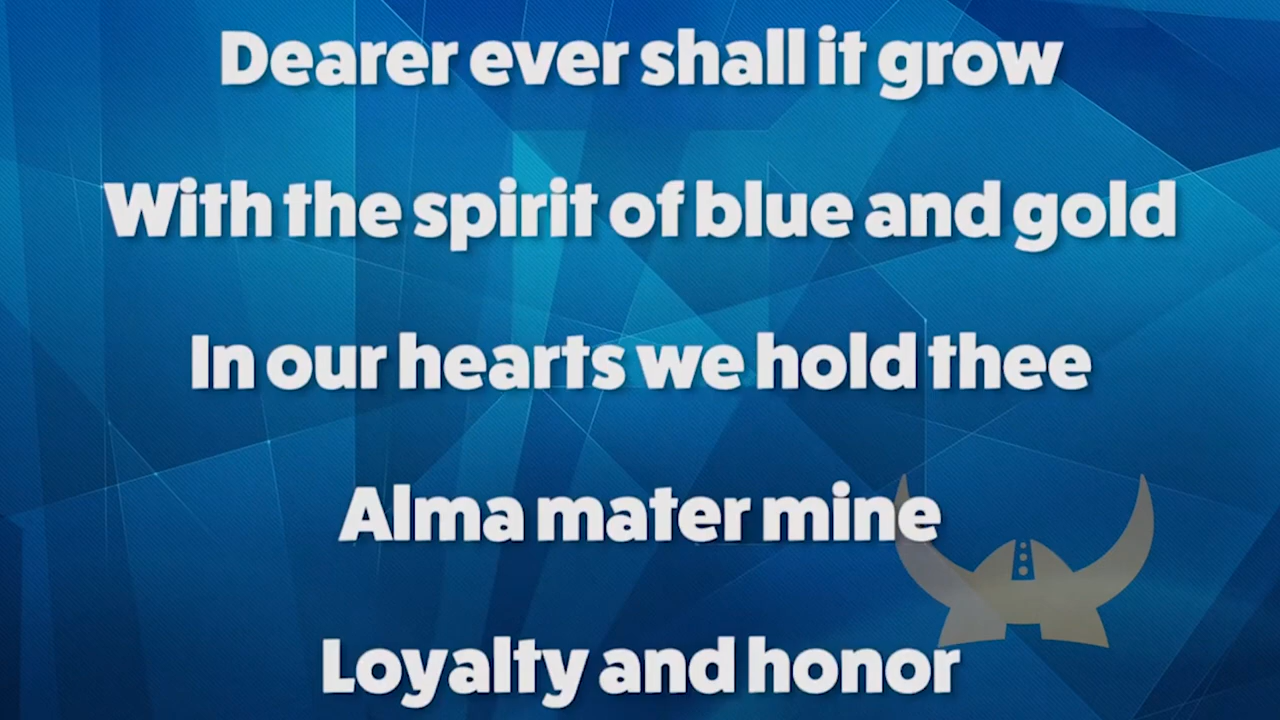 Dearer ever shall it grow
With the spirit of blue and gold
In our hearts we hold thee
Alma mater mine
Loyalty and honor